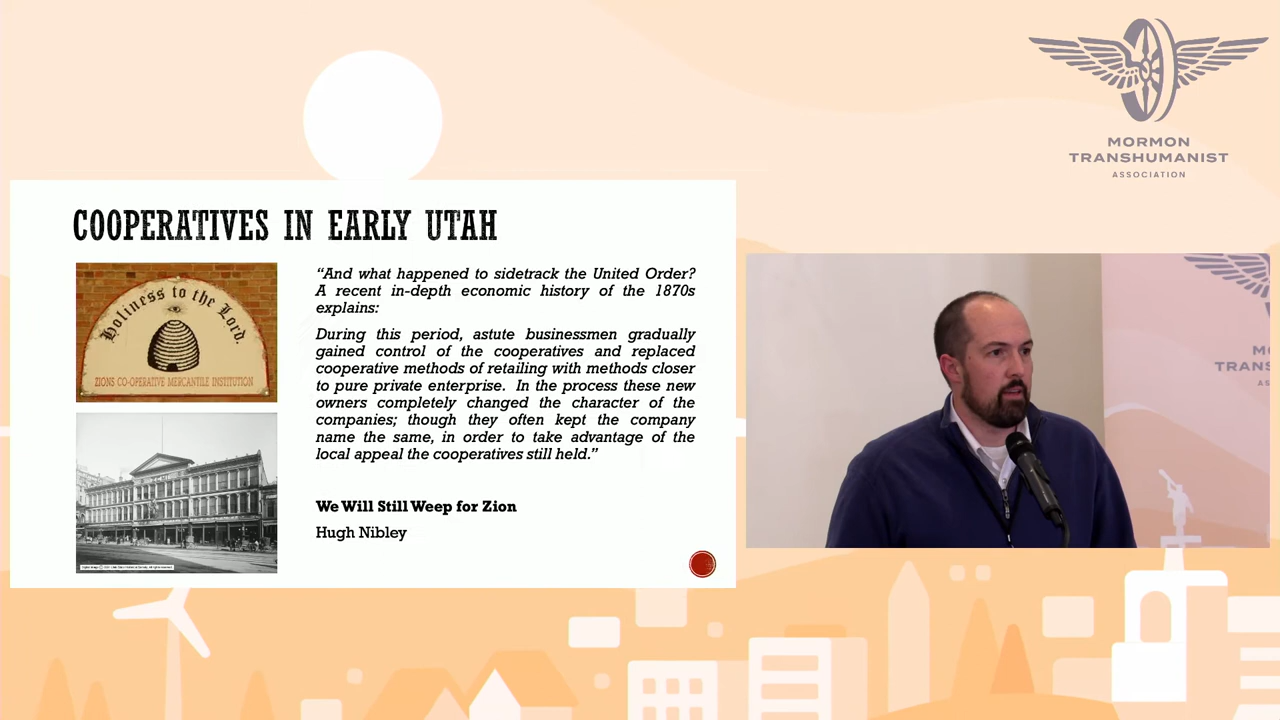 MORMON
TRANSHUMANIST
ASSOCIATION
COOPERATIVES IN EARLY UTAH
Holiness to the Lord.
ZIONS CO-OPERATIVE MERCANTILE INSTITUTION
“And what happened to sidetrack the United Order?
A recent in-depth economic history of the 1870s
explains:
During this period, astute businessmen gradually
gained control of the cooperatives and replaced
cooperative methods of retailing with methods closer
to pure private enterprise. In the process these new
owners completely changed the character of the
companies; though they often kept the company
name the same, in order to take advantage of the
local appeal the cooperatives still held.”
We Will Still Weep for Zion
Hugh Nibley
M
TRANS
AS